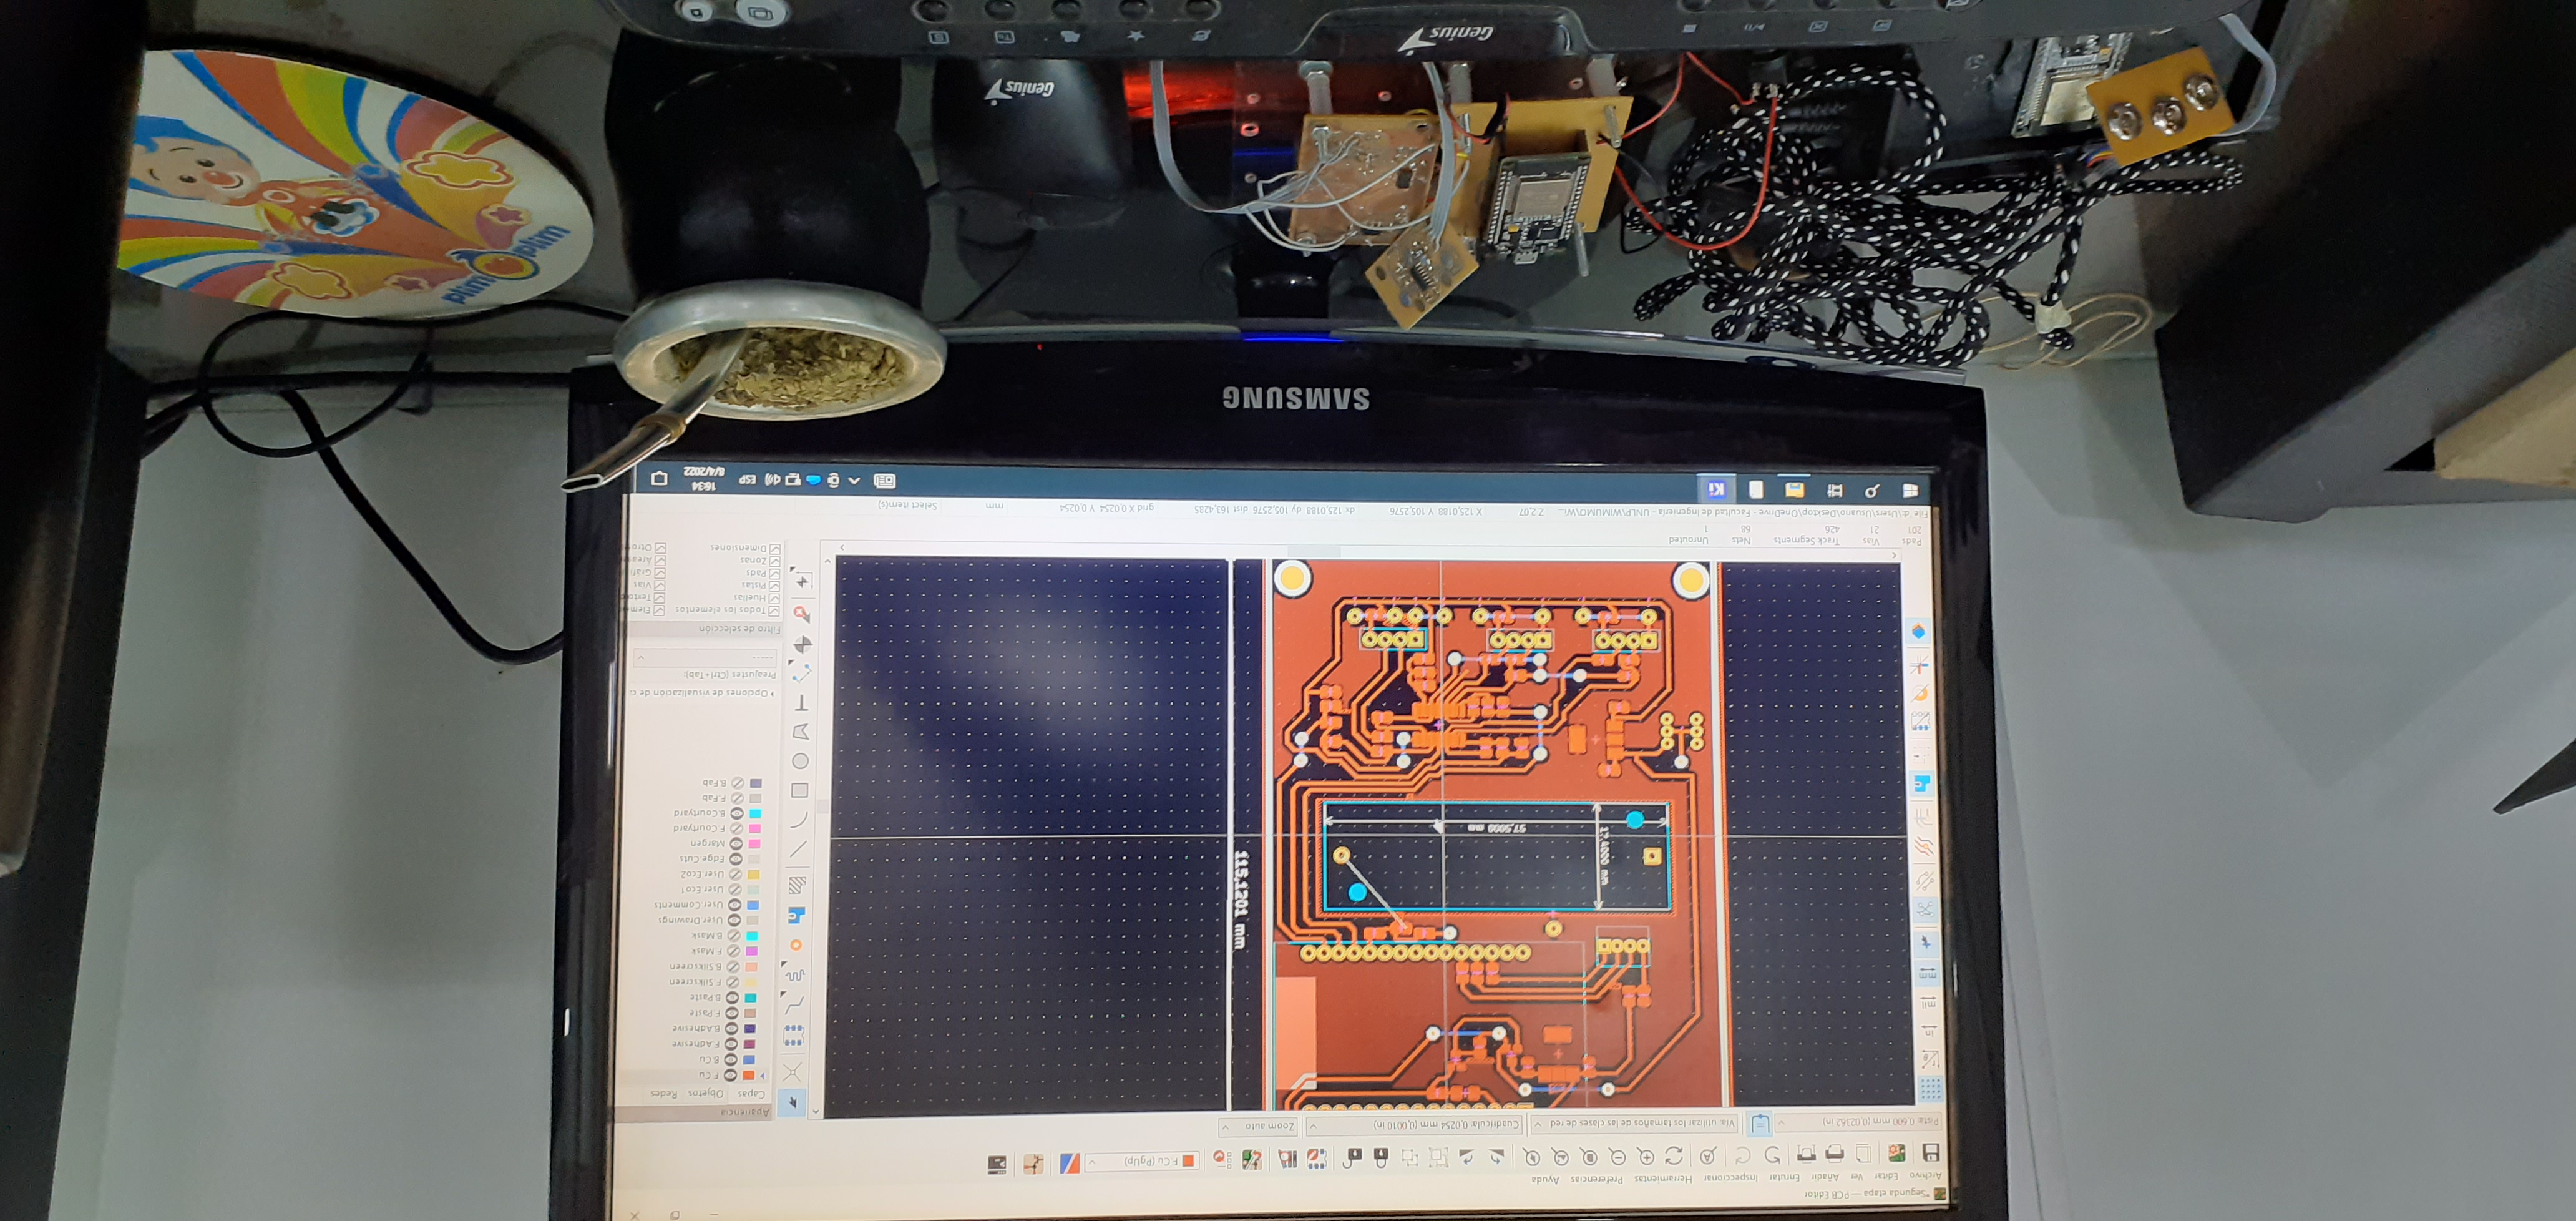 *Segunda etapa — PCB Editor
Archivo Editar Ver Añadir Enrutar Inspeccionar Herramientas Preferencias Ayuda
F.Cu (PgUp)
Pista: 0,600 mm (0,02362 in)
Vía: utilizar los tamaños de las clases de red
Cuadrícula: 0,0254 mm (0,0010 in)
Zoom auto
in
mil
mm
Apariencia
Capas Objetos Redes
F.Cu
B.Cu
F.Adhesive
B.Adhesive
F.Paste
B.Paste
F.Silkscreen
B.Silkscreen
F.Mask
B.Mask
User.Drawings
User.Comments
User.Eco1
User.Eco2
Edge.Cuts
Margen
F.Courtyard
B.Courtyard
F.Fab
B.Fab
115,1201 mm
17,4000 mm
57,5000 mm
Opciones de visualización de ca
Preajustes (Ctrl+Tab):
Filtro de selección
Todos los elementos
Huellas
Pistas
Pads
Zonas
Dimensiones
Eleme
Texto
Vías
Gráfi
Áreas
Otro
Pads Vias Track Segments Nets Unrouted
201 21 426 68 1
File 'd:\Users\Usuario\Desktop\OneDrive - Facultad de Ingeniería - UNLP\WIMUMO\Wi...
Z 2,07
X 125,0188 Y 105,2576
dx 125,0188 dy 105,2576 dist 163,4285
grid X 0,0254 Y 0,0254
mm
Select item(s)
Ki
ESP
16:34
8/4/2022
SAMSUNG
plim
plim
Genius
Genius